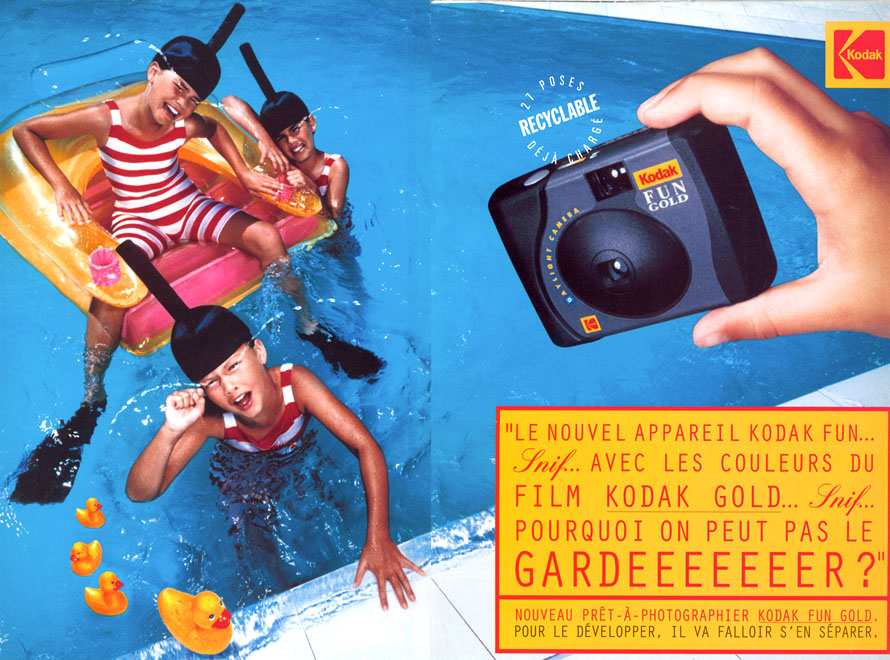 Kodak
27 POSES
RECYCLABLE
DÉJÀ CHARGÉ
Kodak
FUN
GOLD
DAYLIGHT CAMERA
"LE NOUVEL APPAREIL KODAK FUN...
Snif... AVEC LES COULEURS DU
FILM KODAK GOLD... Snif...
POURQUOI ON PEUT PAS LE
GARDEEEEEEEER ?"
NOUVEAU PRÊT-À-PHOTOGRAPHIER KODAK FUN GOLD.
POUR LE DÉVELOPPER, IL VA FALLOIR S'EN SÉPARER.